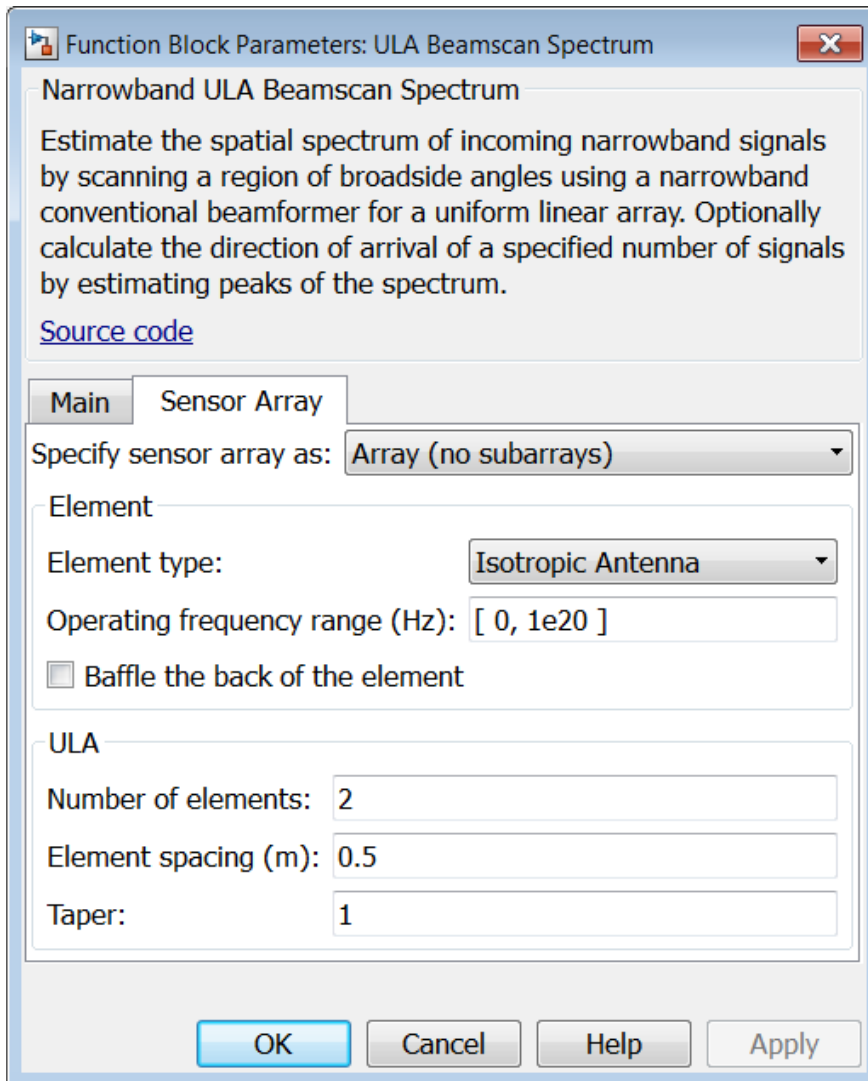 Function Block Parameters: ULA Beamscan Spectrum
Narrowband ULA Beamscan Spectrum
Estimate the spatial spectrum of incoming narrowband signals
by scanning a region of broadside angles using a narrowband
conventional beamformer for a uniform linear array. Optionally
calculate the direction of arrival of a specified number of signals
by estimating peaks of the spectrum.
Source code
Main Sensor Array
Specify sensor array as: Array (no subarrays)
Element
Element type: Isotropic Antenna
Operating frequency range (Hz): [ 0, 1e20 ]
Baffle the back of the element
ULA
Number of elements: 2
Element spacing (m): 0.5
Taper: 1
OK Cancel Help Apply